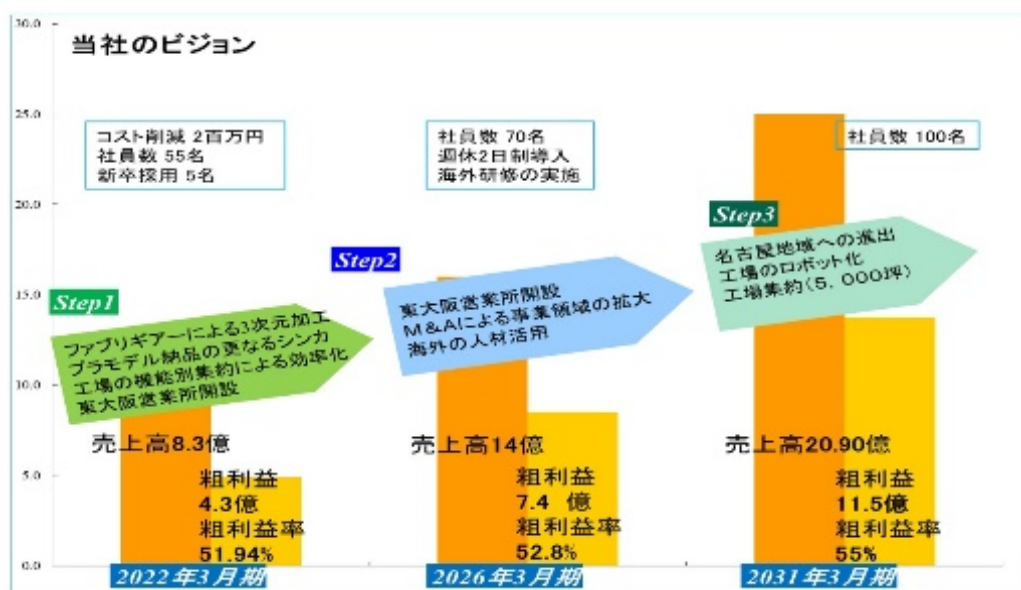 当社のビジョン
30.0
25.0
20.0
15.0
10.0
5.0
0.0
コスト削減 2百万円
社員数 55名
新卒採用 5名
Step1
ファブリギアーによる3次元加工
プラモデル納品の更なるシンカ
工場の機能別集約による効率化
東大阪営業所開設
売上高8.3億
粗利益
4.3億
粗利益率
51.94%
2022年3月期
社員数 70名
週休2日制導入
海外研修の実施
Step2
東大阪営業所開設
M&Aによる事業領域の拡大
海外の人材活用
売上高14億
粗利益
7.4 億
粗利益率
52.8%
2026年3月期
社員数 100名
Step3
名古屋地域への進出
工場のロボット化
工場集約(5,000坪)
売上高20.90億
粗利益
11.5億
粗利益率
55%
2031年3月期